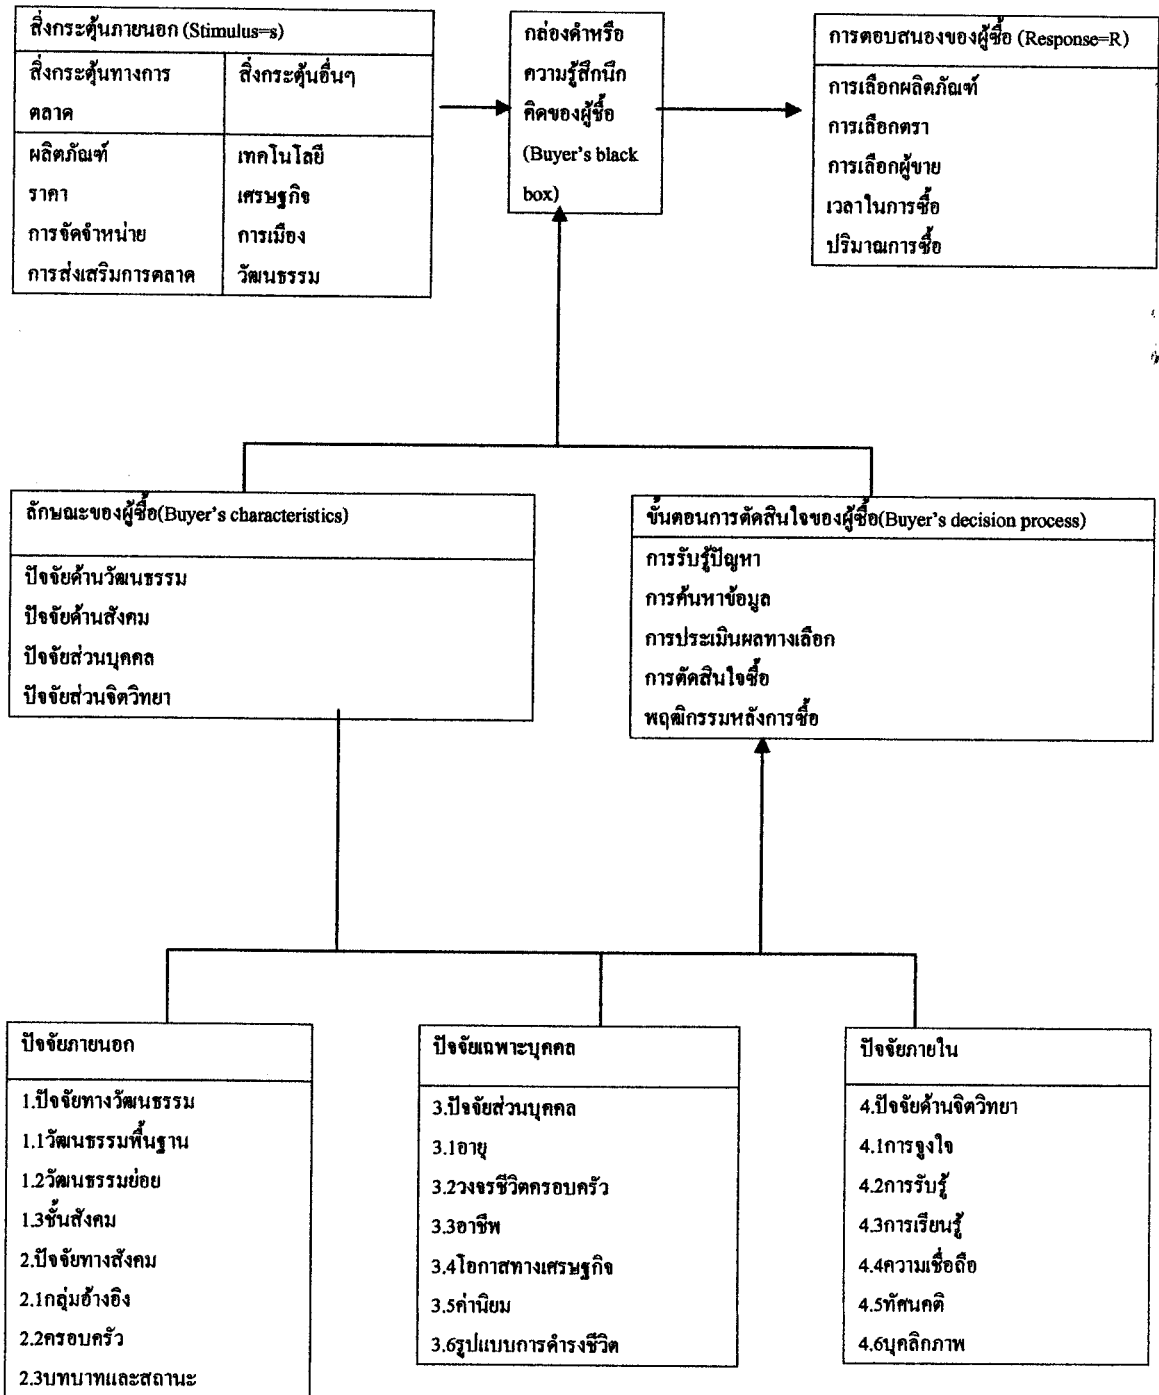 สิ่งกระตุ้นภายนอก (Stimulus=s)
สิ่งกระตุ้นทางการ
ตลาด
สิ่งกระตุ้นอื่นๆ
ผลิตภัณฑ์
ราคา
การจัดจำหน่าย
การส่งเสริมการตลาด
เทคโนโลยี
เศรษฐกิจ
การเมือง
วัฒนธรรม
กล่องดำหรือ
ความรู้สึกนึก
คิดของผู้ซื้อ
(Buyer's black
box)
การตอบสนองของผู้ซื้อ (Response=R)
การเลือกผลิตภัณฑ์
การเลือกตรา
การเลือกผู้ขาย
เวลาในการซื้อ
ปริมาณการซื้อ
ลักษณะของผู้ซื้อ(Buyer's characteristics)
ปัจจัยด้านวัฒนธรรม
ปัจจัยด้านสังคม
ปัจจัยส่วนบุคคล
ปัจจัยส่วนจิตวิทยา
ขั้นตอนการตัดสินใจของผู้ซื้อ(Buyer's decision process)
การรับรู้ปัญหา
การค้นหาข้อมูล
การประเมินผลทางเลือก
การตัดสินใจซื้อ
พฤติกรรมหลังการซื้อ
ปัจจัยภายนอก
1.ปัจจัยทางวัฒนธรรม
1.1วัฒนธรรมพื้นฐาน
1.2วัฒนธรรมย่อย
1.3ชั้นสังคม
2.ปัจจัยทางสังคม
2.1กลุ่มอ้างอิง
2.2ครอบครัว
2.3บทบาทและสถานะ
ปัจจัยเฉพาะบุคคล
3.ปัจจัยส่วนบุคคล
3.1อายุ
3.2วงจรชีวิตครอบครัว
3.3อาชีพ
3.4โอกาสทางเศรษฐกิจ
3.5ค่านิยม
3.6รูปแบบการดำรงชีวิต
ปัจจัยภายใน
4.ปัจจัยด้านจิตวิทยา
4.1การจูงใจ
4.2การรับรู้
4.3การเรียนรู้
4.4ความเชื่อถือ
4.5ทัศนคติ
4.6บุคลิกภาพ